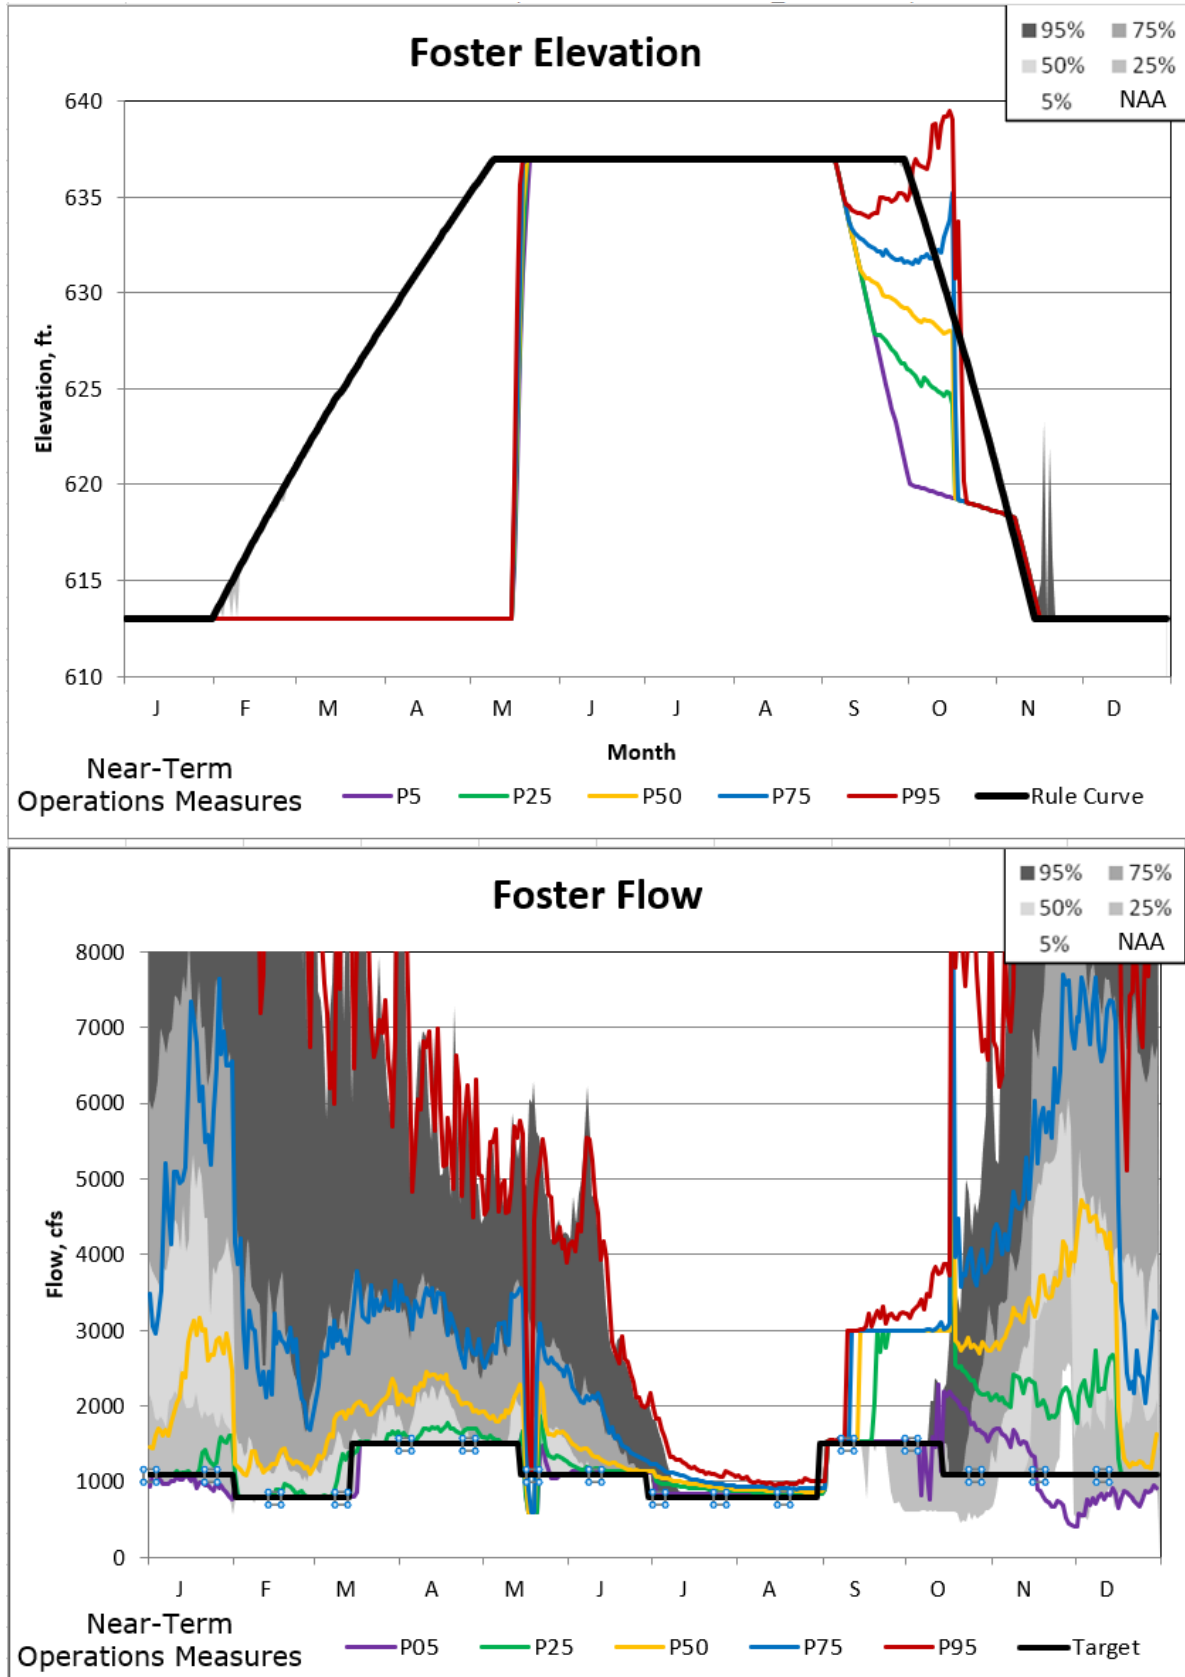 Foster Elevation
95% 75%
50% 25%
5% NAA
640
635
630
625
620
615
610
Elevation, ft.
J F M A M J J A S O N D
Month
Near-Term
Operations Measures
P5 P25 P50 P75 P95 Rule Curve
Foster Flow
95% 75%
50% 25%
5% NAA
8000
7000
6000
5000
4000
3000
2000
1000
0
Flow, cfs
J F M A M J J A S O N D
Near-Term
Operations Measures
P05 P25 P50 P75 P95 Target